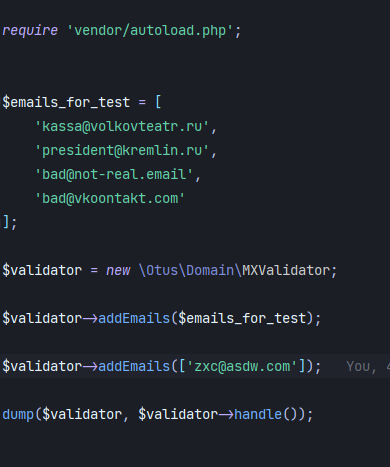 require 'vendor/autoload.php';
$emails_for_test = [
'kassa@volkovteatr.ru',
'president@kremlin.ru',
'bad@not-real.email',
'bad@vkoontakt.com'
];
$validator = new \Otus\Domain\MXValidator;
$validator->addEmails($emails_for_test);
$validator->addEmails(['zxc@asdw.com']); You, 4
dump($validator, $validator->handle());